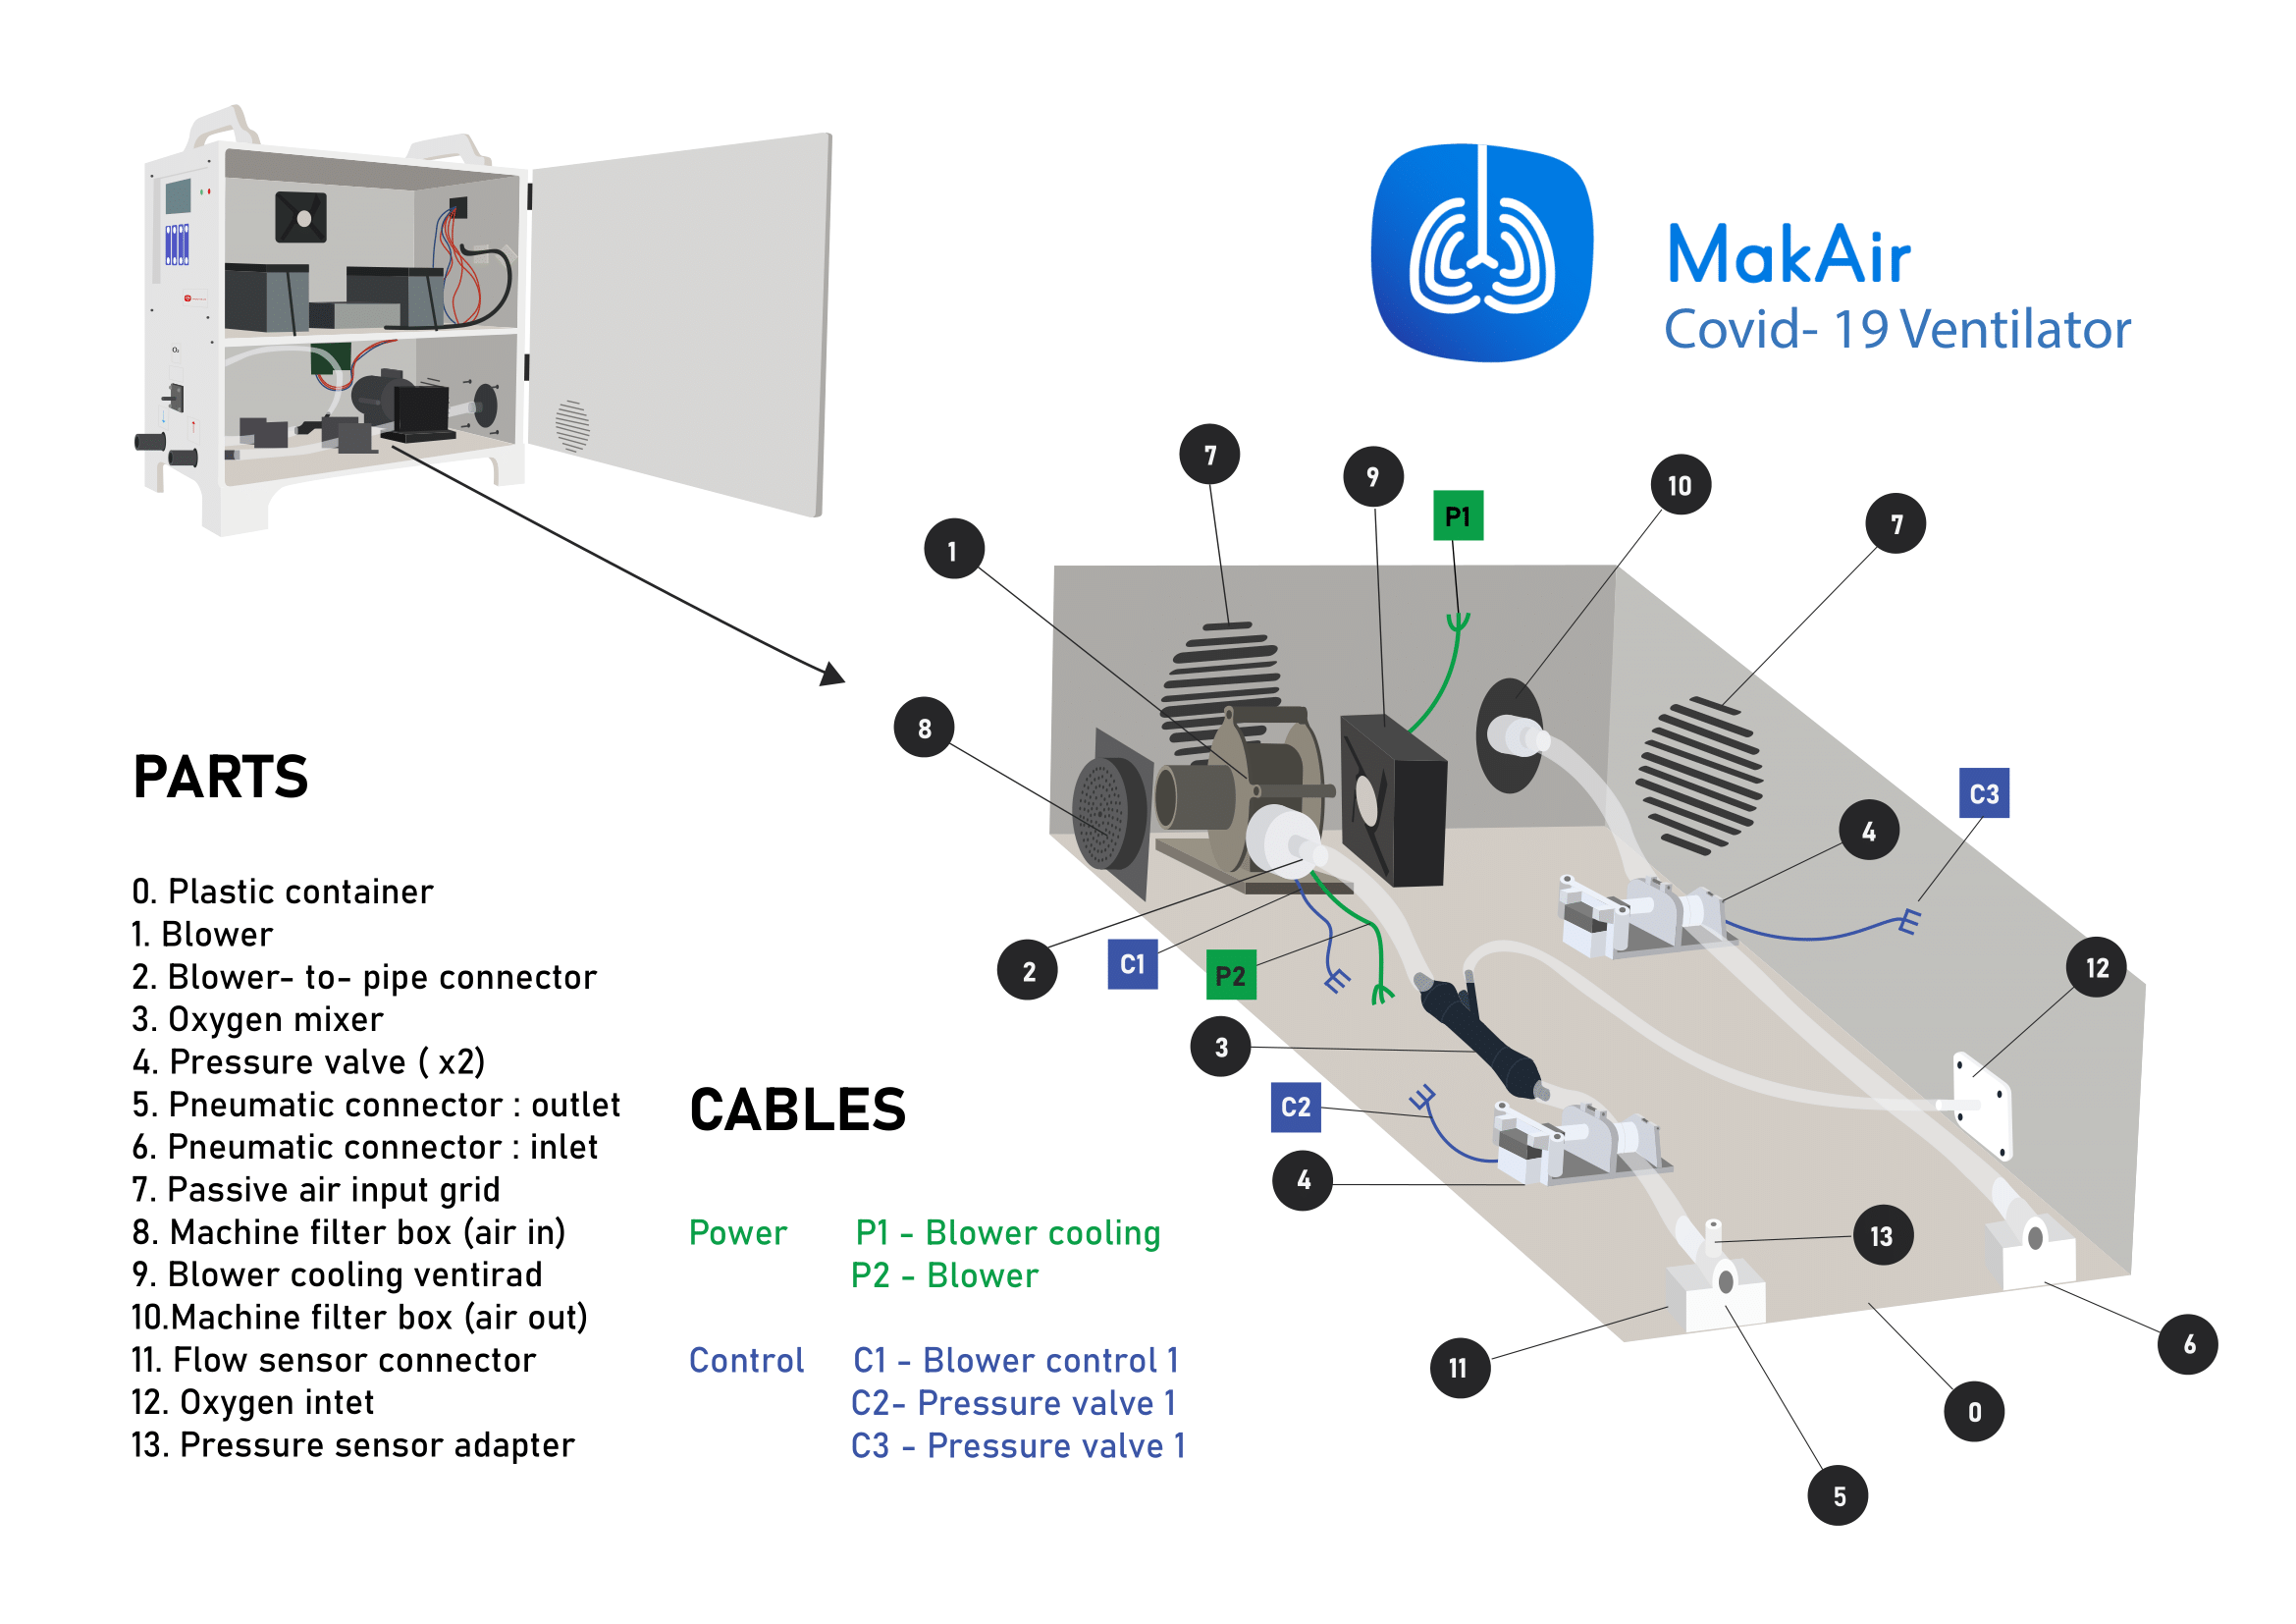 MakAir
Covid- 19 Ventilator
O₂
7
9
P1
10
7
1
8
C3
4
2
C1
P2
12
3
C2
4
13
11
6
0
5
PARTS
0. Plastic container
1. Blower
2. Blower- to- pipe connector
3. Oxygen mixer
4. Pressure valve ( x2)
5. Pneumatic connector : outlet
6. Pneumatic connector : inlet
7. Passive air input grid
8. Machine filter box (air in)
9. Blower cooling ventirad
10.Machine filter box (air out)
11. Flow sensor connector
12. Oxygen intet
13. Pressure sensor adapter
CABLES
Power P1 - Blower cooling
P2 - Blower
Control C1 - Blower control 1
C2- Pressure valve 1
C3 - Pressure valve 1